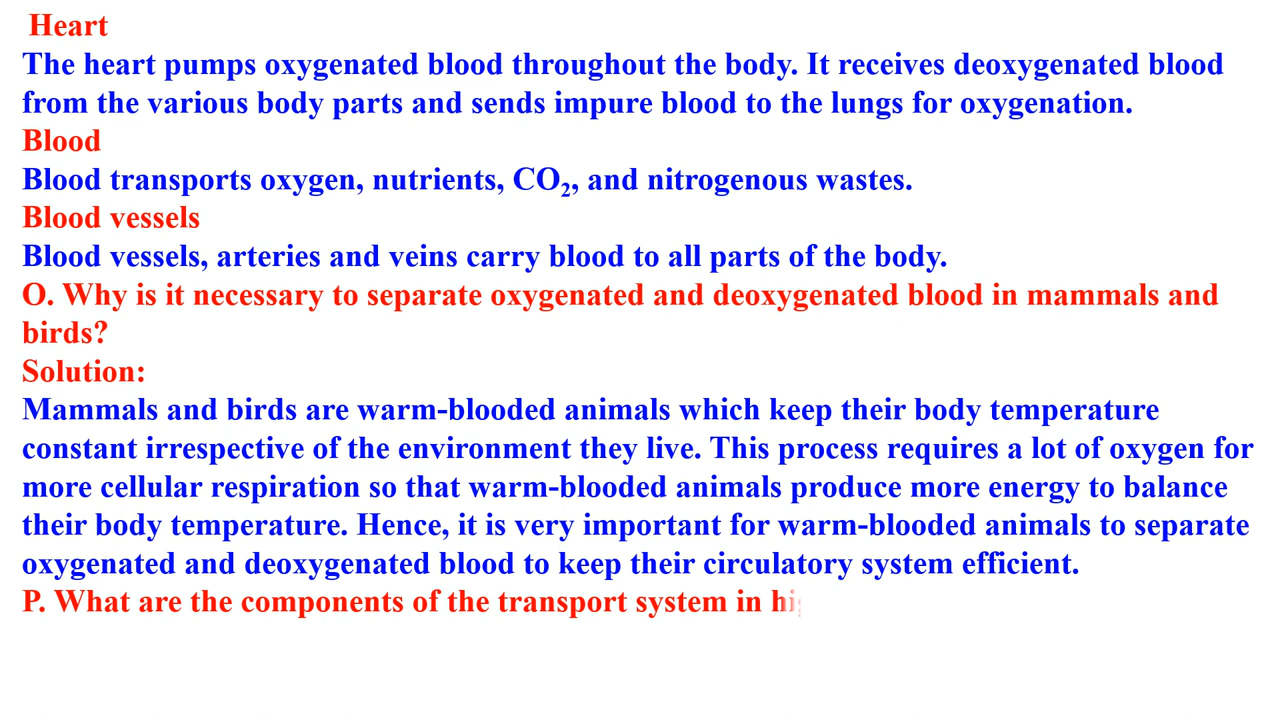 Heart
The heart pumps oxygenated blood throughout the body. It receives deoxygenated blood
from the various body parts and sends impure blood to the lungs for oxygenation.
Blood
Blood transports oxygen, nutrients, CO₂, and nitrogenous wastes.
Blood vessels
Blood vessels, arteries and veins carry blood to all parts of the body.
O. Why is it necessary to separate oxygenated and deoxygenated blood in mammals and
birds?
Solution:
Mammals and birds are warm-blooded animals which keep their body temperature
constant irrespective of the environment they live. This process requires a lot of oxygen for
more cellular respiration so that warm-blooded animals produce more energy to balance
their body temperature. Hence, it is very important for warm-blooded animals to separate
oxygenated and deoxygenated blood to keep their circulatory system efficient.
P. What are the components of the transport system in